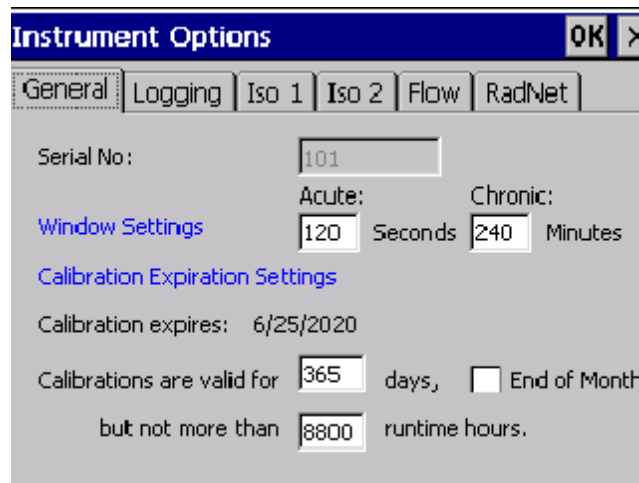 Instrument Options OK ×
General Logging Iso 1 Iso 2 Flow RadNet
Serial No: 101
Acute: Chronic:
Window Settings 120 Seconds 240 Minutes
Calibration Expiration Settings
Calibration expires: 6/25/2020
Calibrations are valid for 365 days, End of Month
but not more than 8800 runtime hours.